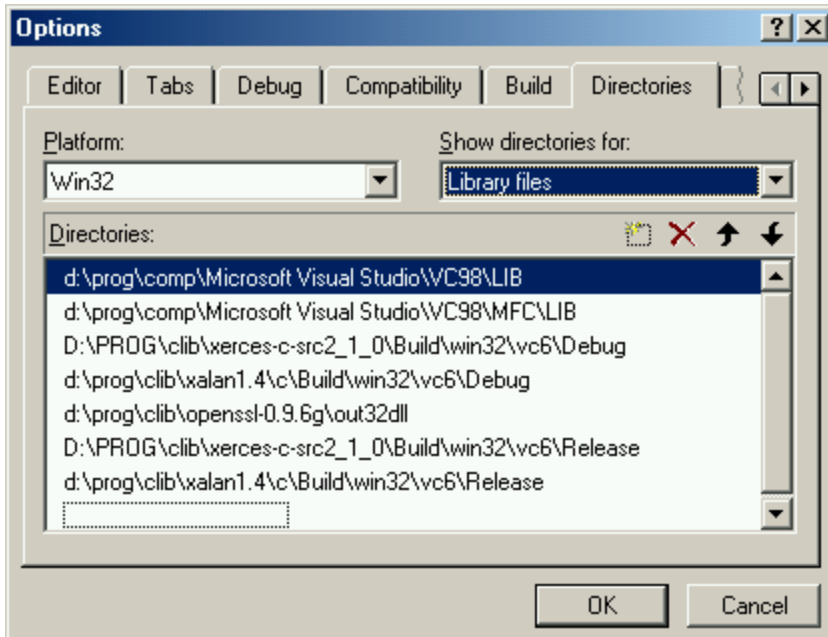 Options
Editor Tabs Debug Compatibility Build Directories
Platform: Show directories for:
Win32 Library files
Directories:
d:\prog\comp\Microsoft Visual Studio\VC98\LIB
d:\prog\comp\Microsoft Visual Studio\VC98\MFC\LIB
D:\PROG\clib\xerces-c-src2_1_0\Build\win32\vc6\Debug
d:\prog\clib\xalan1.4\c\Build\win32\vc6\Debug
d:\prog\clib\openssl-0.9.6g\out32dll
D:\PROG\clib\xerces-c-src2_1_0\Build\win32\vc6\Release
d:\prog\clib\xalan1.4\c\Build\win32\vc6\Release
OK Cancel